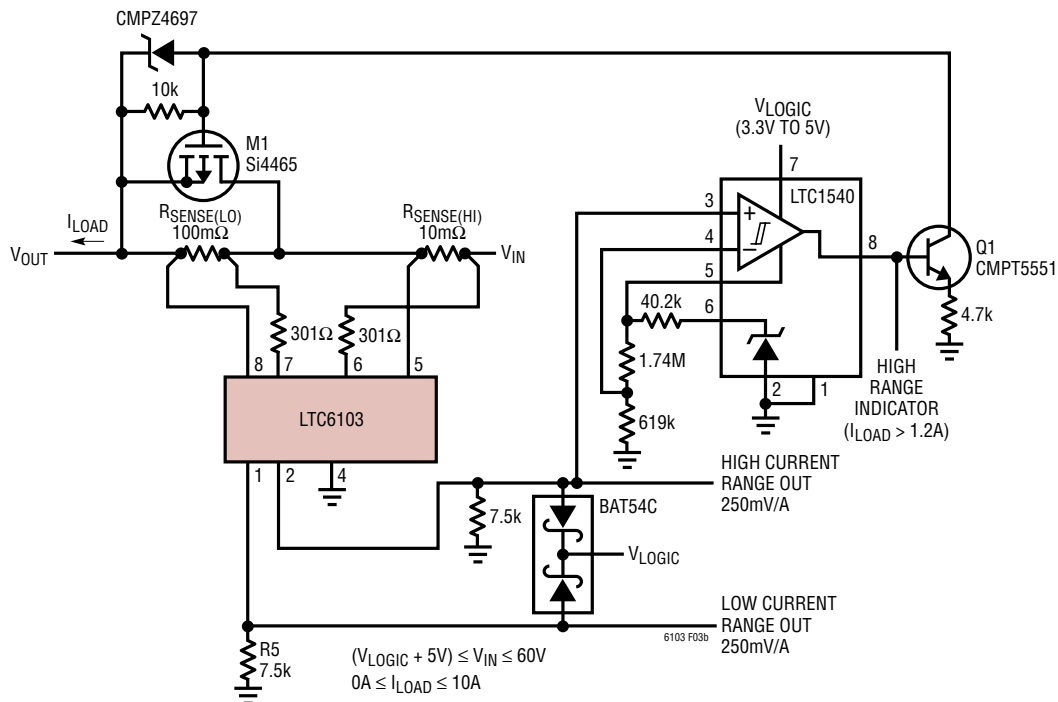 CMPZ4697
10k
M1
Si4465
VLOGIC
(3.3V TO 5V)
7
LTC1540
3
4
5
6
8
Q1
CMPT5551
4.7k
ILOAD
RSENSE(LO)
100mΩ
RSENSE(HI)
10mΩ
VOUT
VIN
40.2k
1.74M
619k
2
1
HIGH
RANGE
INDICATOR
(ILOAD > 1.2A)
301Ω
301Ω
8
7
6
5
LTC6103
1
2
4
7.5k
HIGH CURRENT
RANGE OUT
250mV/A
BAT54C
VLOGIC
LOW CURRENT
RANGE OUT
250mV/A
6103 F03b
R5
7.5k
(VLOGIC + 5V) ≤ VIN ≤ 60V
0A ≤ ILOAD ≤ 10A